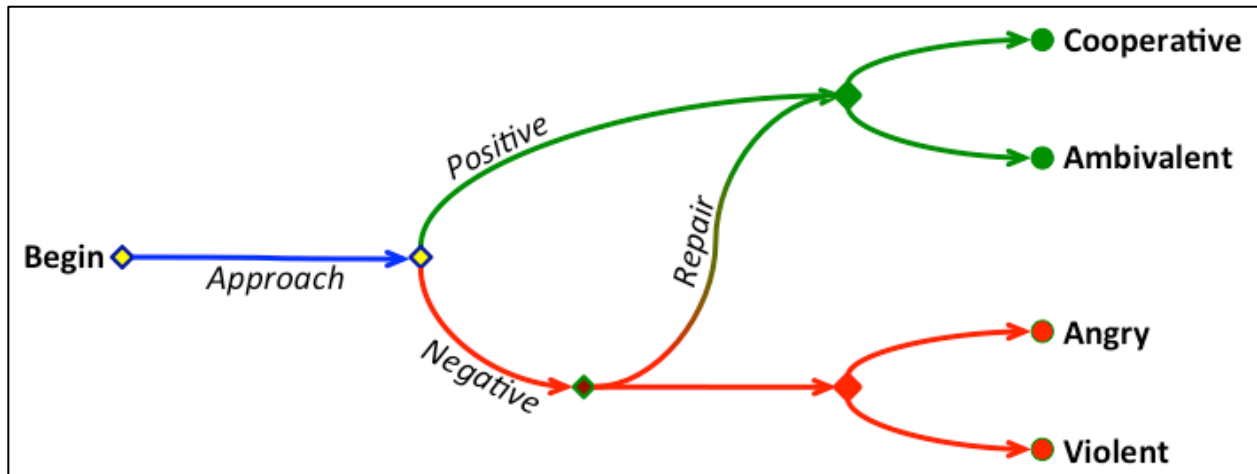 Cooperative
Positive
Ambivalent
Repair
Begin
Approach
Angry
Negative
Violent